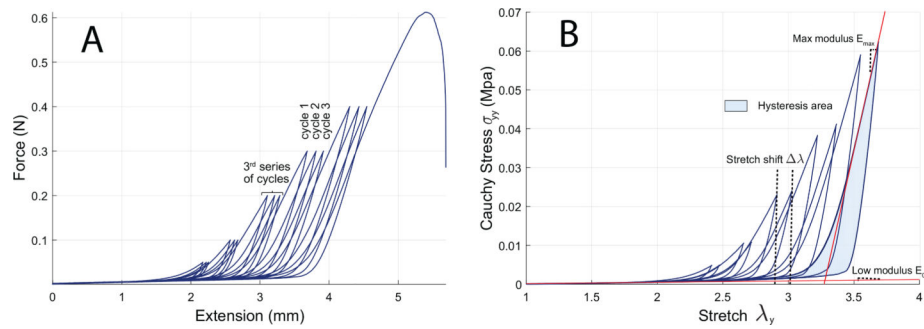 A
0.6
0.5
0.4
0.3
0.2
0.1
0
1
2
3
4
5
Force (N)
Extension (mm)
cycle 1
cycle 2
cycle 3
3rd series
of cycles
B
0.07
0.06
0.05
0.04
0.03
0.02
0.01
0
1
1.5
2
2.5
3
3.5
4
Cauchy Stress σyy (Mpa)
Stretch λy
Max modulus Emax
Hysteresis area
Stretch shift Δλ
Low modulus E0